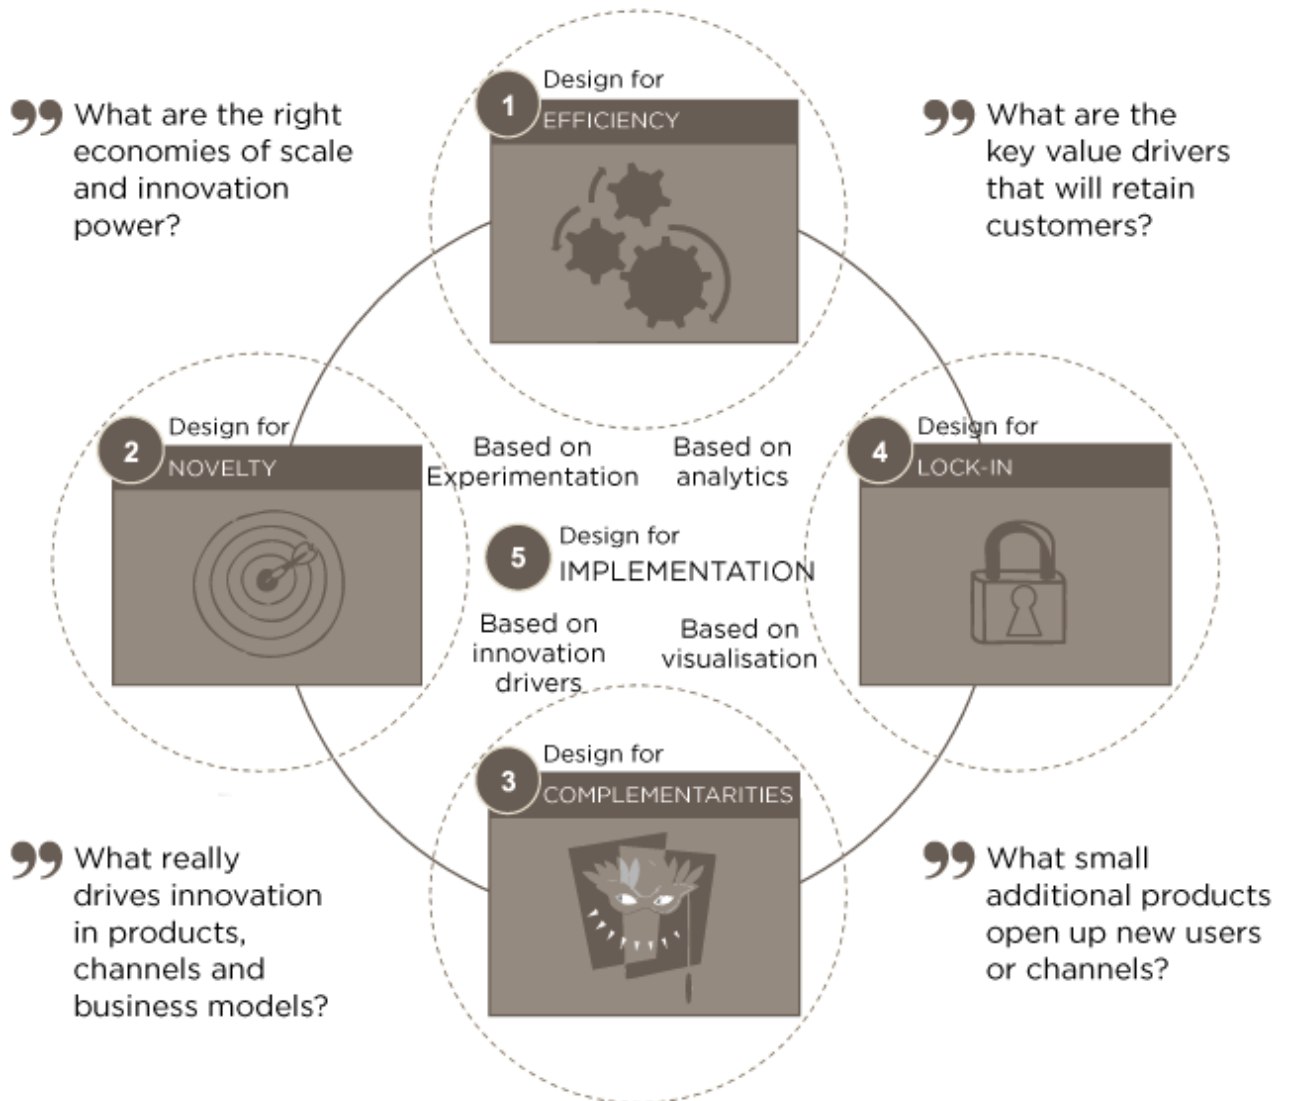 Design for
1
EFFICIENCY
” What are the right
economies of scale
and innovation
power?
” What are the
key value drivers
that will retain
customers?
2
Design for
NOVELTY
Based on
Experimentation
Based on
analytics
4
Design for
LOCK-IN
5
Design for
IMPLEMENTATION
Based on
innovation
drivers
Based on
visualisation
3
Design for
COMPLEMENTARITIES
” What really
drives innovation
in products,
channels and
business models?
” What small
additional products
open up new users
or channels?